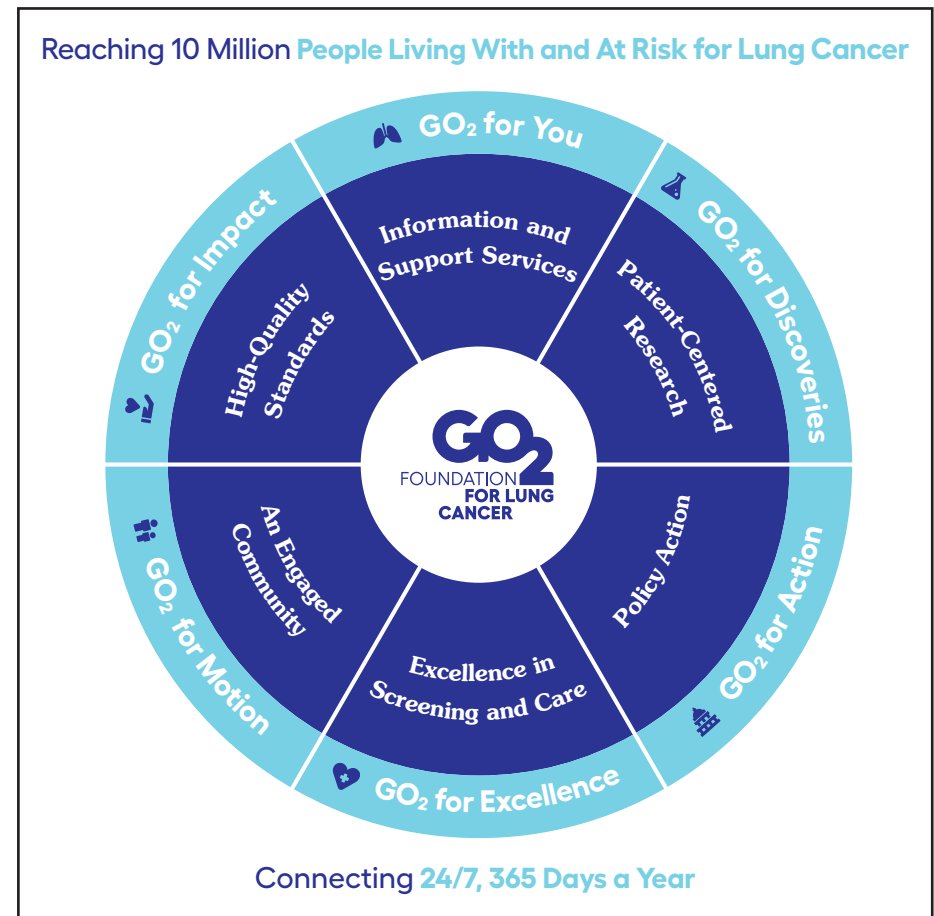 Reaching 10 Million People Living With and At Risk for Lung Cancer
GO₂ for You
Information and
Support Services
GO₂ for Discoveries
Patient-Centered
Research
GO₂ for Action
Policy Action
GO₂ for Excellence
Excellence in
Screening and Care
GO₂ for Motion
An Engaged
Community
GO₂ for Impact
High-Quality
Standards
GO2
FOUNDATION
FOR LUNG
CANCER
Connecting 24/7, 365 Days a Year